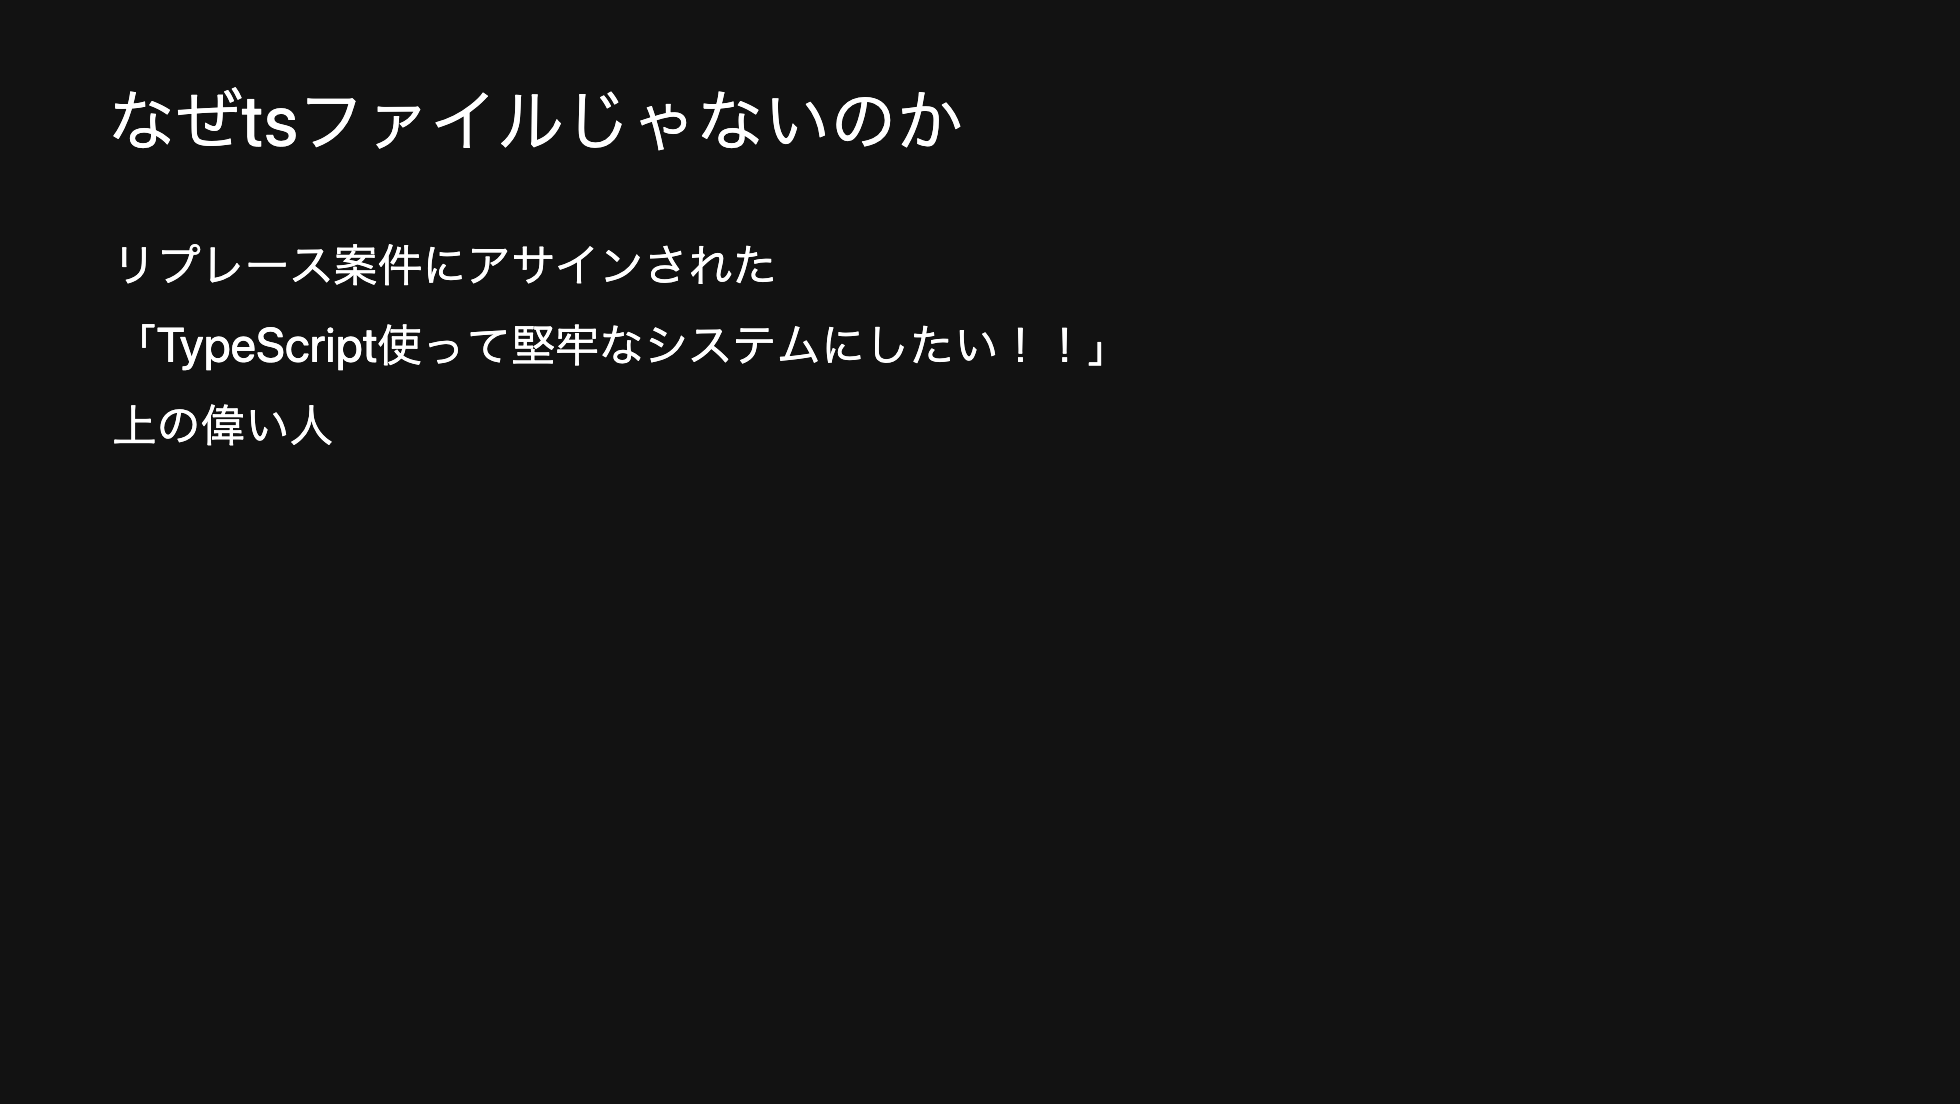 なぜtsファイルじゃないのか
リプレース案件にアサインされた
「TypeScript使って堅牢なシステムにしたい！！」
上の偉い人